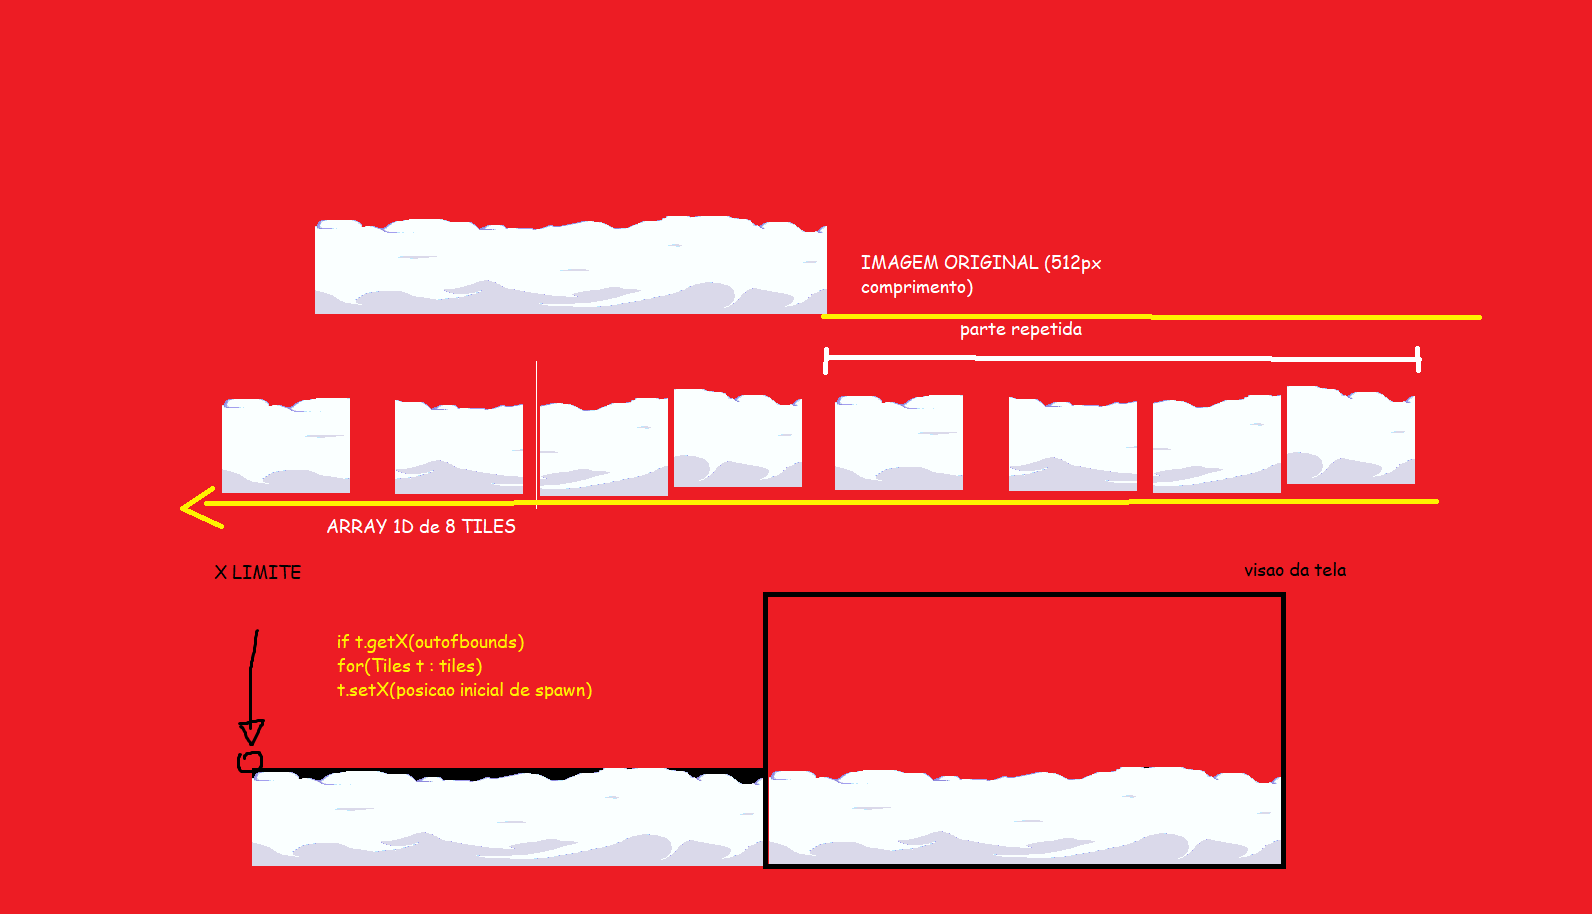 IMAGEM ORIGINAL (512px
comprimento)
parte repetida
ARRAY 1D de 8 TILES
X LIMITE
visao da tela
if t.getX(outofbounds)
for(Tiles t : tiles)
t.setX(posicao inicial de spawn)